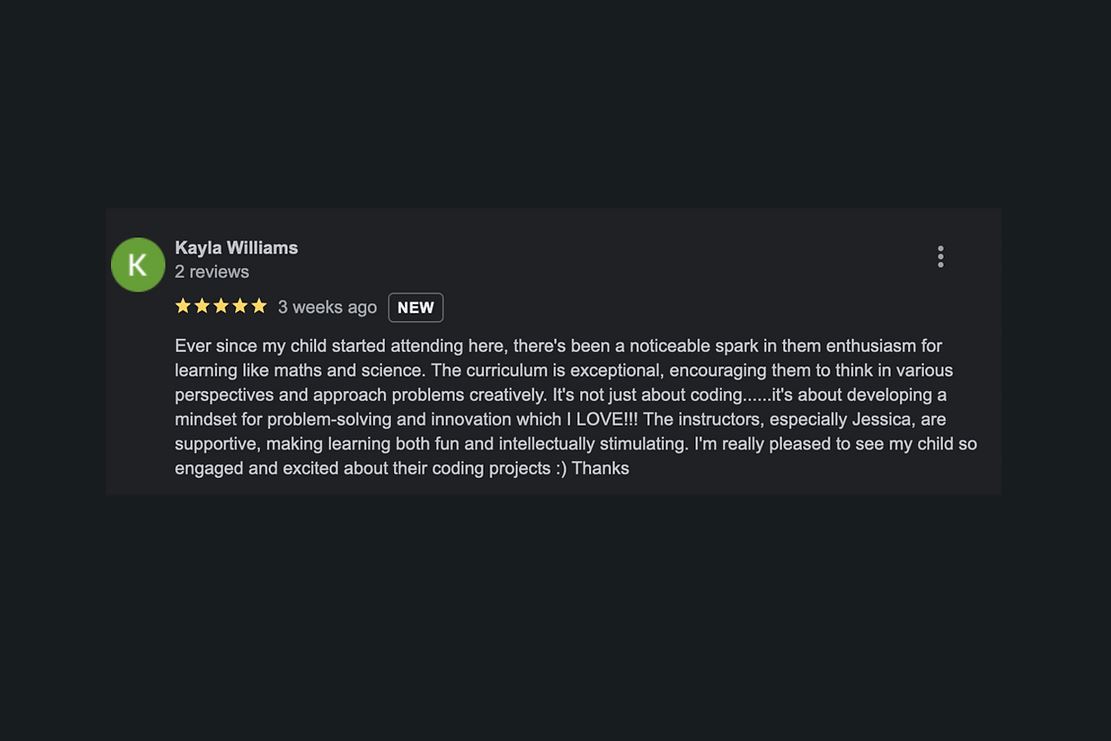 K
Kayla Williams
2 reviews
3 weeks ago NEW
Ever since my child started attending here, there's been a noticeable spark in them enthusiasm for
learning like maths and science. The curriculum is exceptional, encouraging them to think in various
perspectives and approach problems creatively. It's not just about coding......it's about developing a
mindset for problem-solving and innovation which I LOVE!!! The instructors, especially Jessica, are
supportive, making learning both fun and intellectually stimulating. I'm really pleased to see my child so
engaged and excited about their coding projects :) Thanks